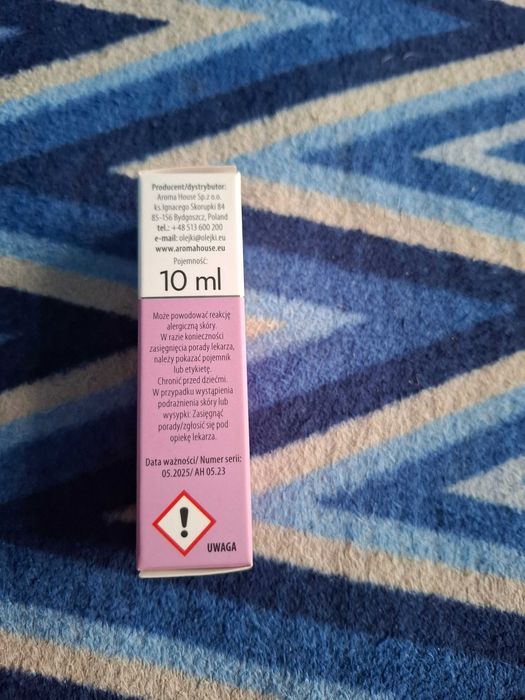 Producent/dystrybutor:
Aroma House Sp.z o.o.
ks.Ignacego Skorupki 84
85-156 Bydgoszcz, Poland
tel.: +48 513 600 200
e-mail: olejki@olejki.eu
www.aromahouse.eu
Pojemność:
10 ml
Może powodować reakcję
alergiczną skóry.
W razie konieczności
zasięgnięcia porady lekarza,
należy pokazać pojemnik
lub etykietę.
Chronić przed dziećmi.
W przypadku wystąpienia
podrażnienia skóry lub
wysypki: Zasięgnąć
porady/zgłosić się pod
opiekę lekarza.
Data ważności/ Numer serii:
05.2025/ AH 05.23
UWAGA